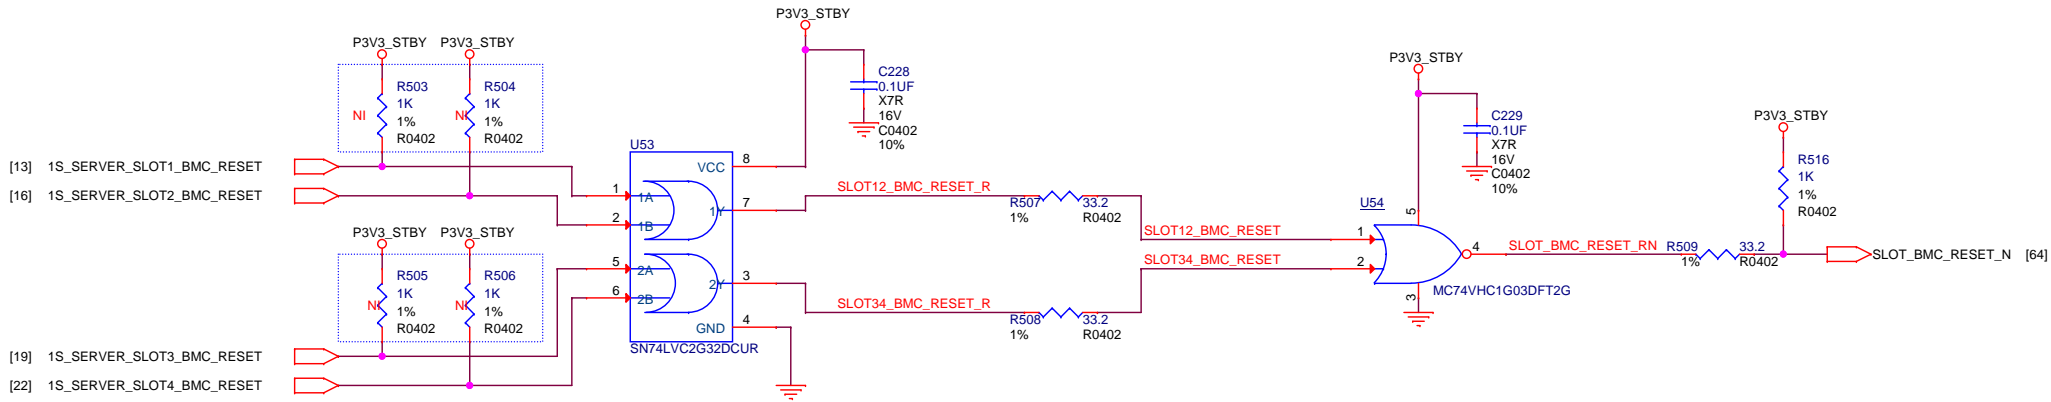 P3V3_STBY
P3V3_STBY P3V3_STBY
R503
1K
1%
R0402
NI
R504
1K
1%
R0402
NI
C228
0.1UF
X7R
16V
C0402
10%
P3V3_STBY
C229
0.1UF
X7R
16V
C0402
10%
P3V3_STBY
R516
1K
1%
R0402
[13] 1S_SERVER_SLOT1_BMC_RESET
[16] 1S_SERVER_SLOT2_BMC_RESET
P3V3_STBY P3V3_STBY
R505
1K
1%
R0402
NI
R506
1K
1%
R0402
NI
[19] 1S_SERVER_SLOT3_BMC_RESET
[22] 1S_SERVER_SLOT4_BMC_RESET
U53
VCC 8
1 1A
2 1B
1Y 7
5 2A
6 2B
2Y 3
GND 4
SN74LVC2G32DCUR
SLOT12_BMC_RESET_R
R507 33.2
1% R0402
SLOT12_BMC_RESET
SLOT34_BMC_RESET
SLOT34_BMC_RESET_R
R508 33.2
1% R0402
U54
5
1
2
4
3
MC74VHC1G03DFT2G
SLOT_BMC_RESET_RN
R509 33.2
1% R0402
SLOT_BMC_RESET_N [64]